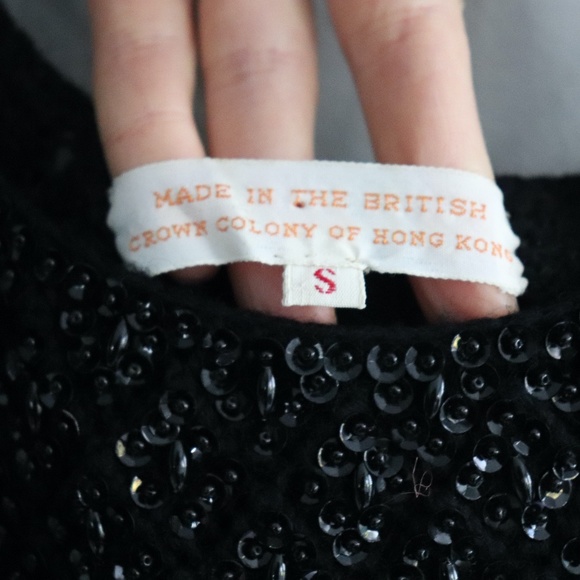 MADE IN THE BRITISH
CROWN COLONY OF HONG KONG
S